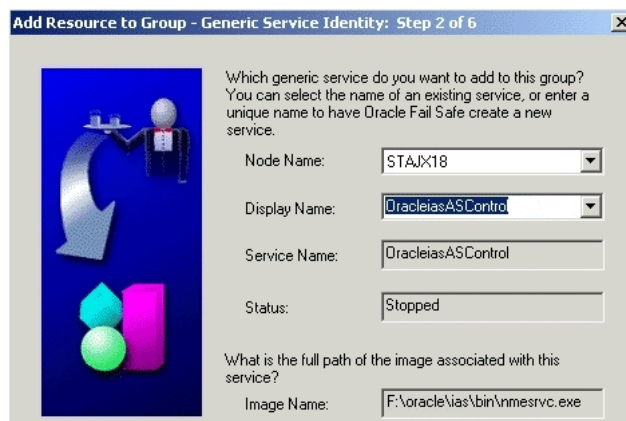 Add Resource to Group - Generic Service Identity: Step 2 of 6
Which generic service do you want to add to this group?
You can select the name of an existing service, or enter a
unique name to have Oracle Fail Safe create a new
service.
Node Name: STAJX18
Display Name: OracleiasASControl
Service Name: OracleiasASControl
Status: Stopped
What is the full path of the image associated with this
service?
Image Name: F:\oracle\ias\bin\nmesrvc.exe